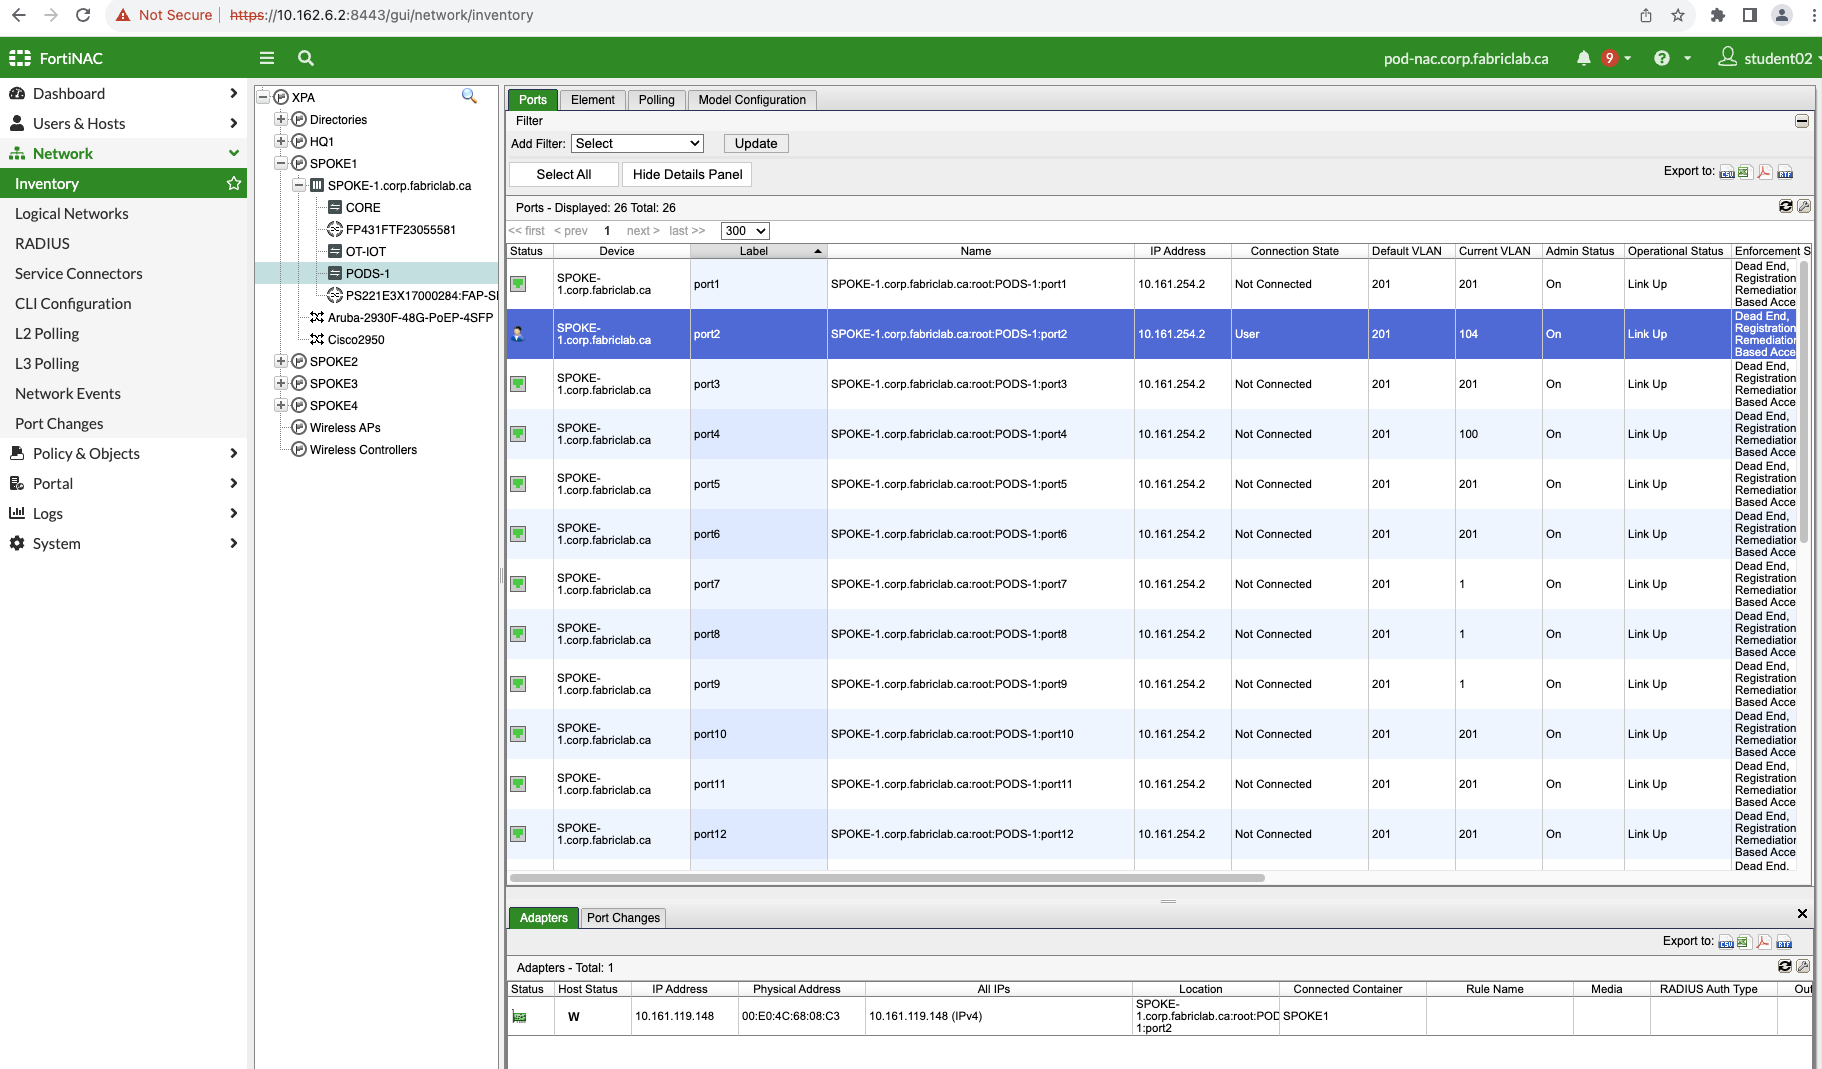 Not Secure | https://10.162.6.2:8443/gui/network/inventory
FortiNAC
pod-nac.corp.fabriclab.ca
9
student02
Dashboard
Users & Hosts
Network
Inventory
Logical Networks
RADIUS
Service Connectors
CLI Configuration
L2 Polling
L3 Polling
Network Events
Port Changes
Policy & Objects
Portal
Logs
System
XPA
Directories
HQ1
SPOKE1
SPOKE-1.corp.fabriclab.ca
CORE
FP431FTF23055581
OT-IOT
PODS-1
PS221E3X17000284:FAP-S
Aruba-2930F-48G-PoEP-4SFP
Cisco2950
SPOKE2
SPOKE3
SPOKE4
Wireless APs
Wireless Controllers
Ports Element Polling Model Configuration
Filter
Add Filter: Select Update
Select All Hide Details Panel
Export to: CSV RTF
Ports - Displayed: 26 Total: 26
<< first < prev 1 next > last >> 300
Status Device Label Name IP Address Connection State Default VLAN Current VLAN Admin Status Operational Status Enforcement S
SPOKE-
1.corp.fabriclab.ca port1 SPOKE-1.corp.fabriclab.ca:root:PODS-1:port1 10.161.254.2 Not Connected 201 201 On Link Up
Dead End,
Registration
Remediation
Based Acce
SPOKE-
1.corp.fabriclab.ca port2 SPOKE-1.corp.fabriclab.ca:root:PODS-1:port2 10.161.254.2 User 201 104 On Link Up
Dead End,
Registration
Remediation
Based Acce
SPOKE-
1.corp.fabriclab.ca port3 SPOKE-1.corp.fabriclab.ca:root:PODS-1:port3 10.161.254.2 Not Connected 201 201 On Link Up
Dead End,
Registration
Remediation
Based Acce
SPOKE-
1.corp.fabriclab.ca port4 SPOKE-1.corp.fabriclab.ca:root:PODS-1:port4 10.161.254.2 Not Connected 201 100 On Link Up
Dead End,
Registration
Remediation
Based Acce
SPOKE-
1.corp.fabriclab.ca port5 SPOKE-1.corp.fabriclab.ca:root:PODS-1:port5 10.161.254.2 Not Connected 201 201 On Link Up
Dead End,
Registration
Remediation
Based Acce
SPOKE-
1.corp.fabriclab.ca port6 SPOKE-1.corp.fabriclab.ca:root:PODS-1:port6 10.161.254.2 Not Connected 201 201 On Link Up
Dead End,
Registration
Remediation
Based Acce
SPOKE-
1.corp.fabriclab.ca port7 SPOKE-1.corp.fabriclab.ca:root:PODS-1:port7 10.161.254.2 Not Connected 201 1 On Link Up
Dead End,
Registration
Remediation
Based Acce
SPOKE-
1.corp.fabriclab.ca port8 SPOKE-1.corp.fabriclab.ca:root:PODS-1:port8 10.161.254.2 Not Connected 201 1 On Link Up
Dead End,
Registration
Remediation
Based Acce
SPOKE-
1.corp.fabriclab.ca port9 SPOKE-1.corp.fabriclab.ca:root:PODS-1:port9 10.161.254.2 Not Connected 201 1 On Link Up
Dead End,
Registration
Remediation
Based Acce
SPOKE-
1.corp.fabriclab.ca port10 SPOKE-1.corp.fabriclab.ca:root:PODS-1:port10 10.161.254.2 Not Connected 201 201 On Link Up
Dead End,
Registration
Remediation
Based Acce
SPOKE-
1.corp.fabriclab.ca port11 SPOKE-1.corp.fabriclab.ca:root:PODS-1:port11 10.161.254.2 Not Connected 201 201 On Link Up
Dead End,
Registration
Remediation
Based Acce
SPOKE-
1.corp.fabriclab.ca port12 SPOKE-1.corp.fabriclab.ca:root:PODS-1:port12 10.161.254.2 Not Connected 201 201 On Link Up
Dead End,
Registration
Remediation
Based Acce
Dead End,
Adapters Port Changes
Export to: CSV RTF
Adapters - Total: 1
Status Host Status IP Address Physical Address All IPs Location Connected Container Rule Name Media RADIUS Auth Type Ou
W 10.161.119.148 00:E0:4C:68:08:C3 10.161.119.148 (IPv4)
SPOKE-
1.corp.fabriclab.ca:root:POD
1:port2
SPOKE1